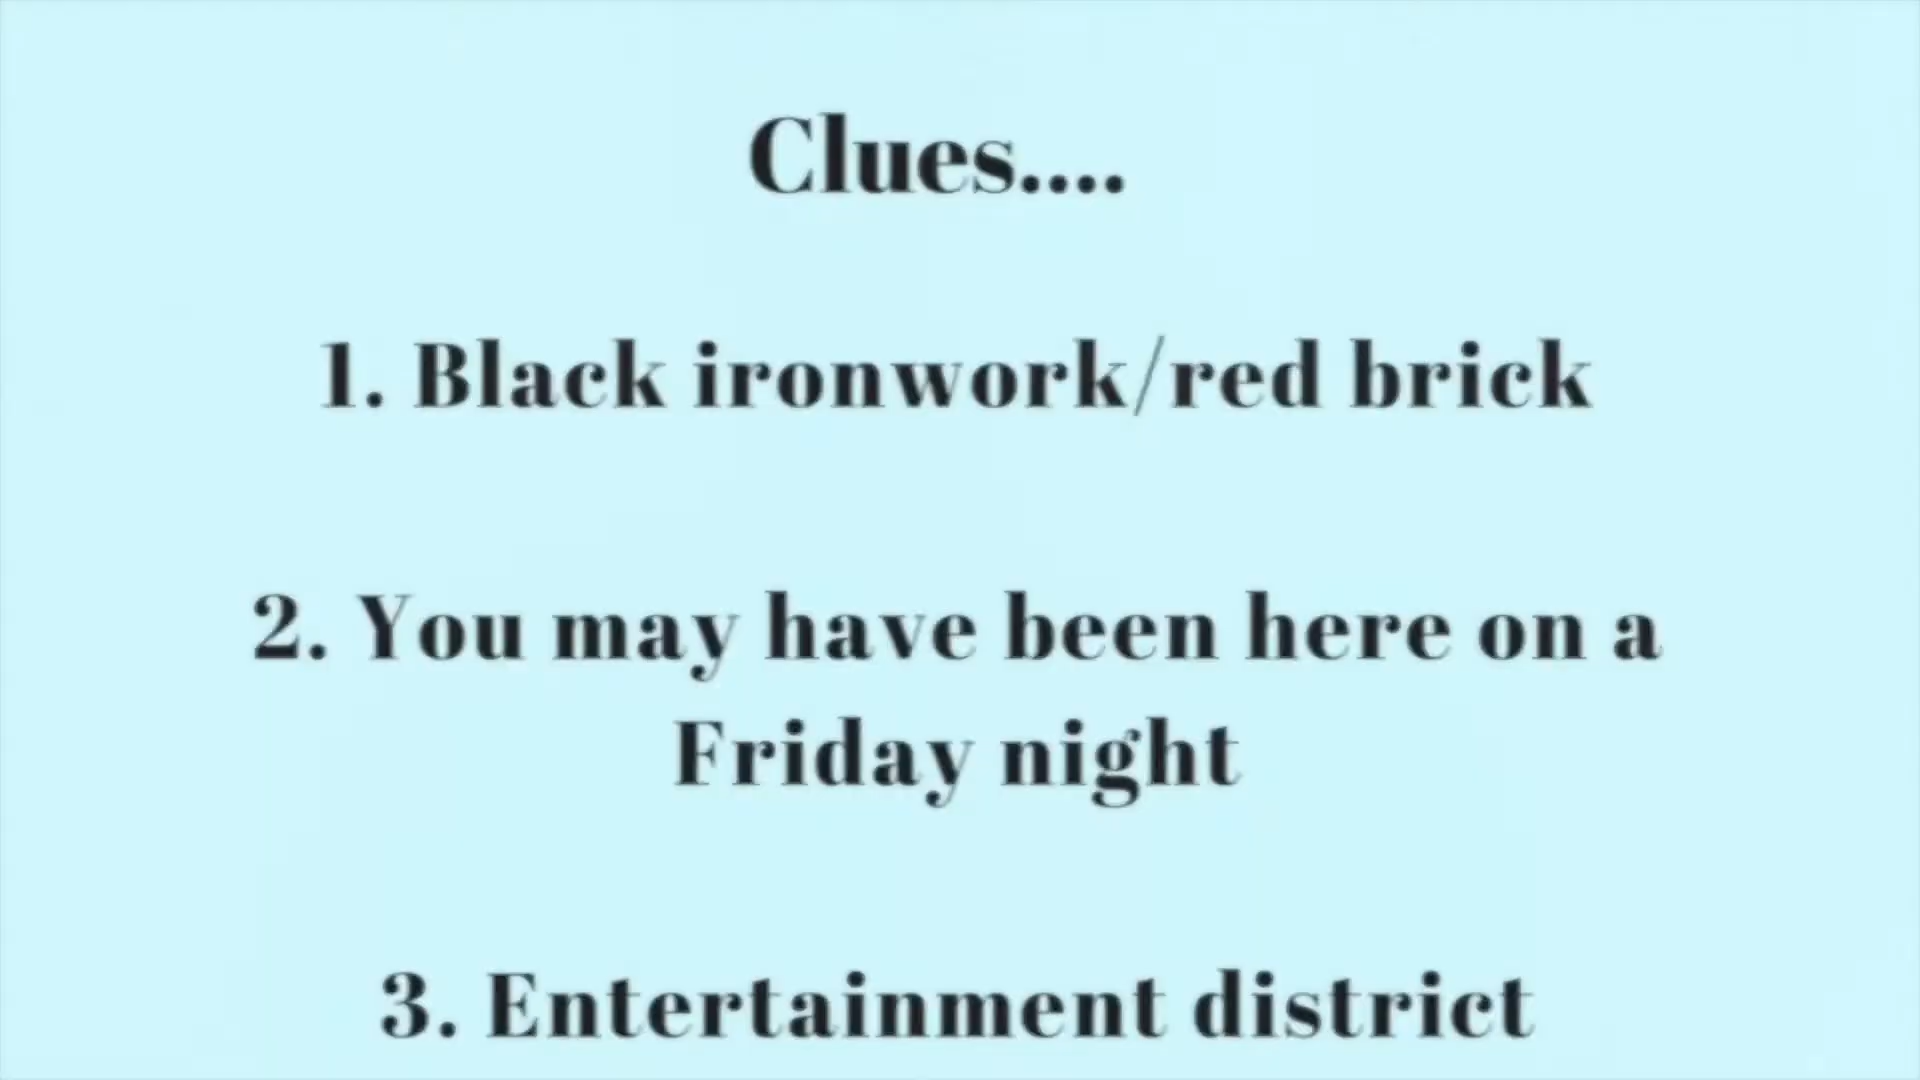 Clues....
1. Black ironwork/red brick
2. You may have been here on a
Friday night
3. Entertainment district